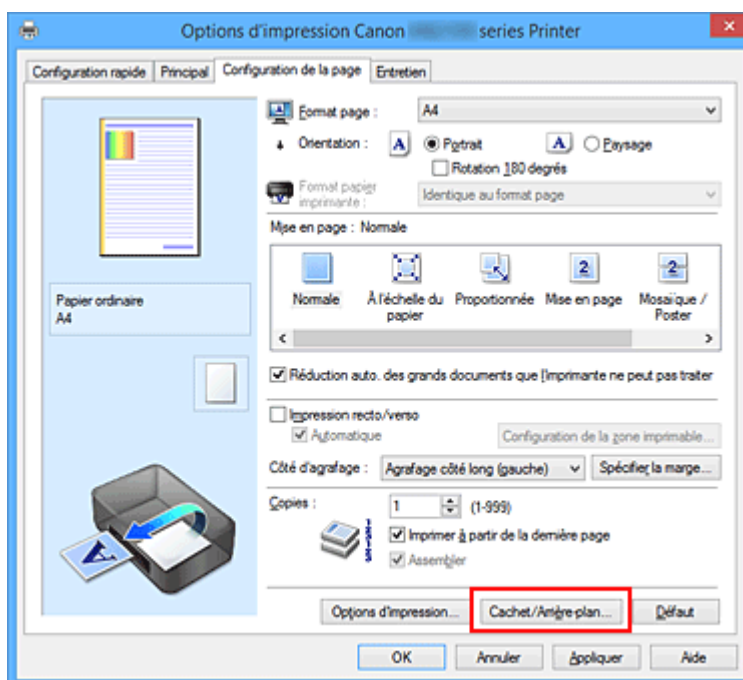 Options d'impression Canon series Printer
Configuration rapide Principal Configuration de la page Entretien
Format page : A4
Orientation : A Portrait A Paysage
Rotation 180 degrés
Format papier imprimante : Identique au format page
Mise en page : Normale
Normale À l'échelle du papier Proportionnée Mise en page Mosaïque / Poster
Papier ordinaire
A4
Réduction auto. des grands documents que l'imprimante ne peut pas traiter
Impression recto/verso
Automatique Configuration de la zone imprimable...
Côté d'agrafage : Agrafage côté long (gauche) Spécifier la marge...
Copies : 1 (1-999)
Imprimer à partir de la dernière page
Assembler
Options d'impression... Cachet/Arrière-plan... Défaut
OK Annuler Appliquer Aide